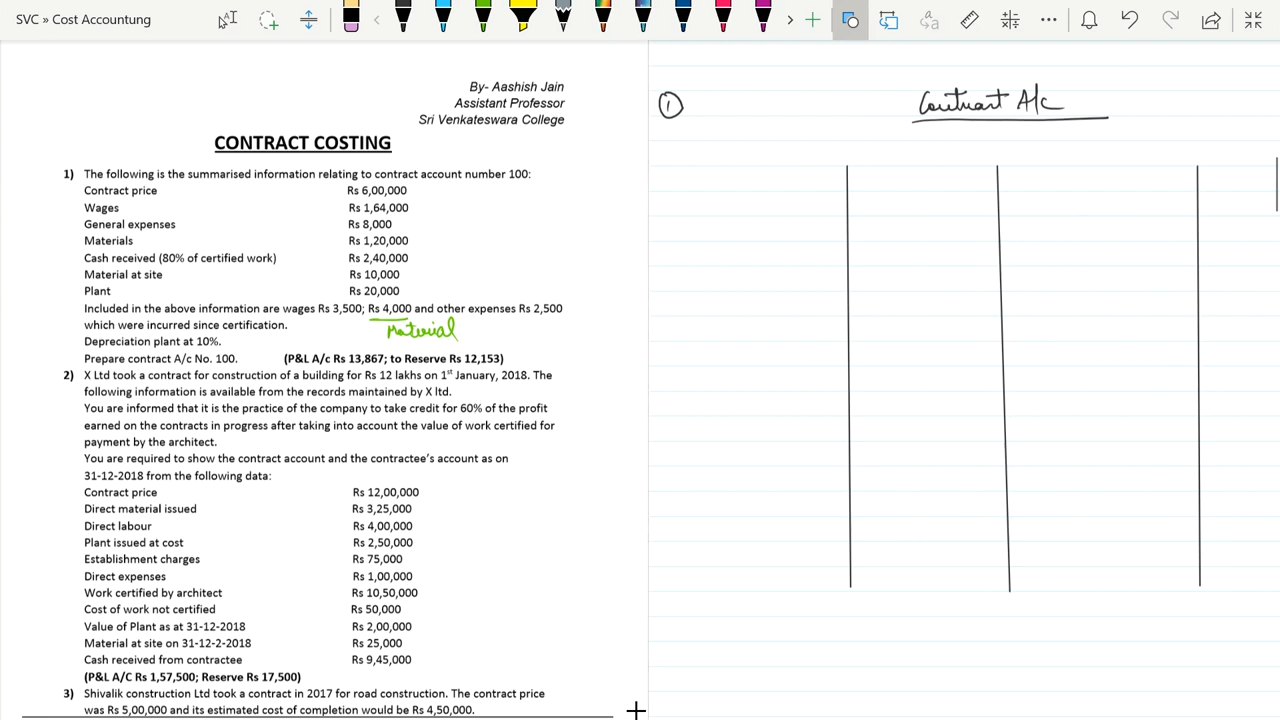 SVC » Cost Accountung
By- Aashish Jain
Assistant Professor
Sri Venkateswara College
CONTRACT COSTING
1) The following is the summarised information relating to contract account number 100:
Contract price Rs 6,00,000
Wages Rs 1,64,000
General expenses Rs 8,000
Materials Rs 1,20,000
Cash received (80% of certified work) Rs 2,40,000
Material at site Rs 10,000
Plant Rs 20,000
Included in the above information are wages Rs 3,500; Rs 4,000 and other expenses Rs 2,500
which were incurred since certification.
Material
Depreciation plant at 10%.
Prepare contract A/c No. 100. (P&L A/c Rs 13,867; to Reserve Rs 12,153)
2) X Ltd took a contract for construction of a building for Rs 12 lakhs on 1st January, 2018. The
following information is available from the records maintained by X ltd.
You are informed that it is the practice of the company to take credit for 60% of the profit
earned on the contracts in progress after taking into account the value of work certified for
payment by the architect.
You are required to show the contract account and the contractee's account as on
31-12-2018 from the following data:
Contract price Rs 12,00,000
Direct material issued Rs 3,25,000
Direct labour Rs 4,00,000
Plant issued at cost Rs 2,50,000
Establishment charges Rs 75,000
Direct expenses Rs 1,00,000
Work certified by architect Rs 10,50,000
Cost of work not certified Rs 50,000
Value of Plant as at 31-12-2018 Rs 2,00,000
Material at site on 31-12-2-2018 Rs 25,000
Cash received from contractee Rs 9,45,000
(P&L A/C Rs 1,57,500; Reserve Rs 17,500)
3) Shivalik construction Ltd took a contract in 2017 for road construction. The contract price
was Rs 5,00,000 and its estimated cost of completion would be Rs 4,50,000.
1
Contract A/c